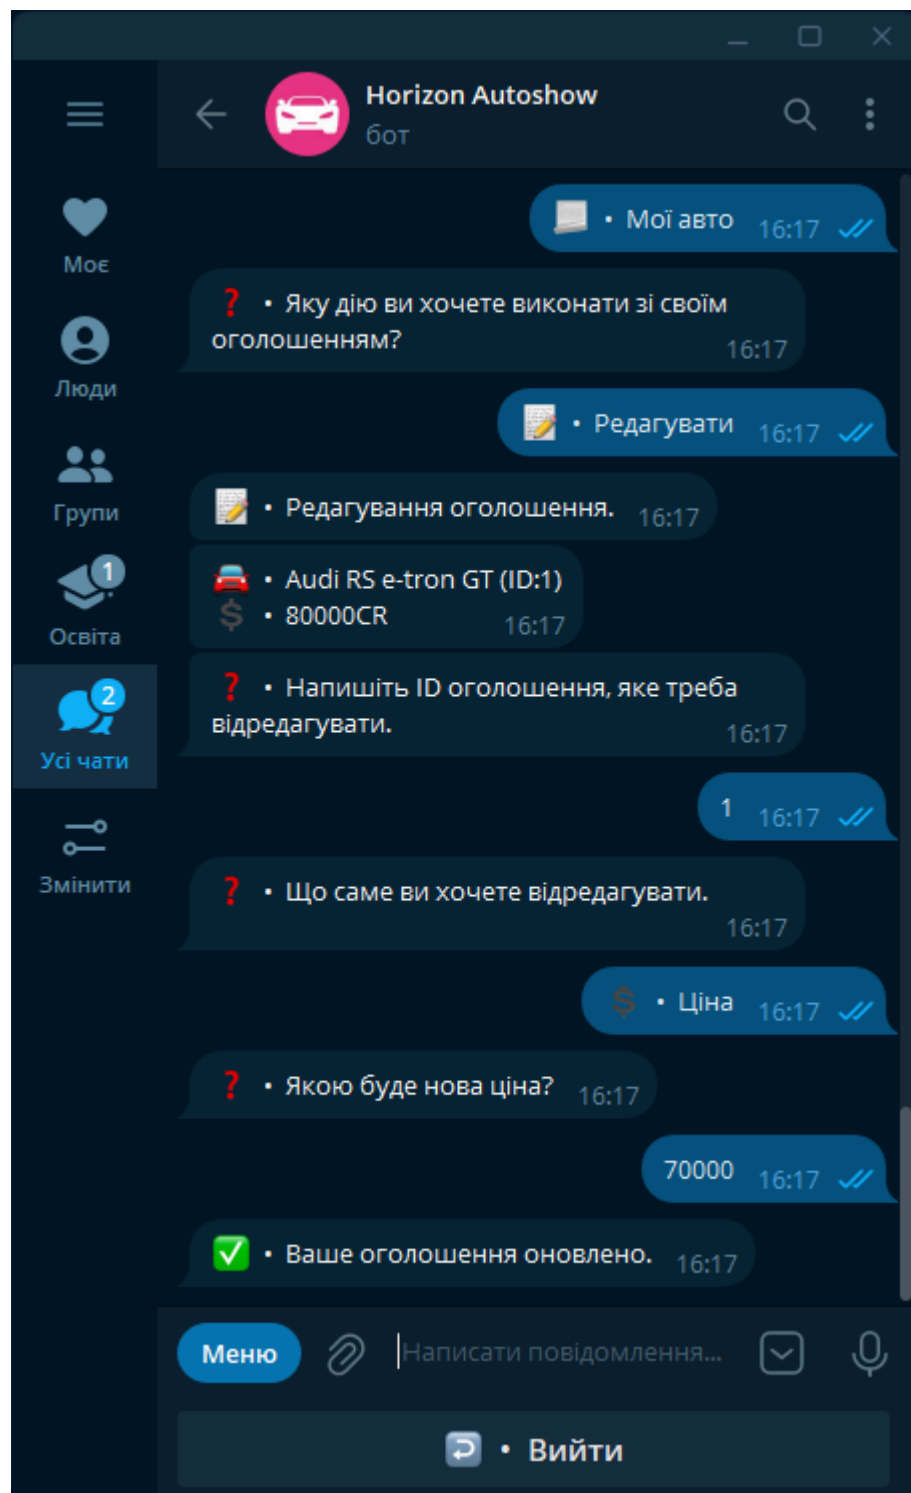 Horizon Autoshow
бот
Моє
Люди
Групи
1
Освіта
2
Усі чати
Змінити
• Мої авто 16:17
❓ • Яку дію ви хочете виконати зі своїм
оголошенням? 16:17
📝 • Редагувати 16:17
📝 • Редагування оголошення. 16:17
🚘 • Audi RS e-tron GT (ID:1)
💲 • 80000CR 16:17
❓ • Напишіть ID оголошення, яке треба
відредагувати. 16:17
1 16:17
❓ • Що саме ви хочете відредагувати.
16:17
💲 • Ціна 16:17
❓ • Якою буде нова ціна? 16:17
70000 16:17
✅ • Ваше оголошення оновлено. 16:17
Меню
Написати повідомлення...
↩️ • Вийти